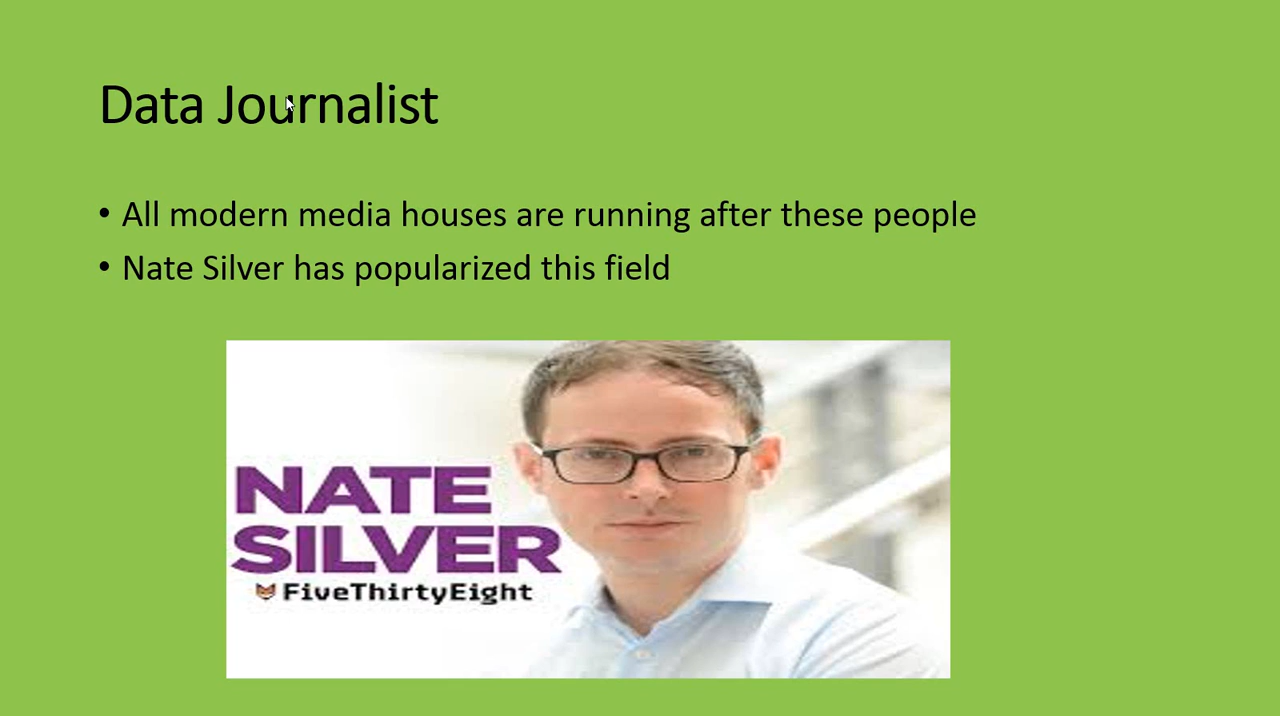 Data Journalist
• All modern media houses are running after these people
• Nate Silver has popularized this field
NATE
SILVER
FiveThirtyEight